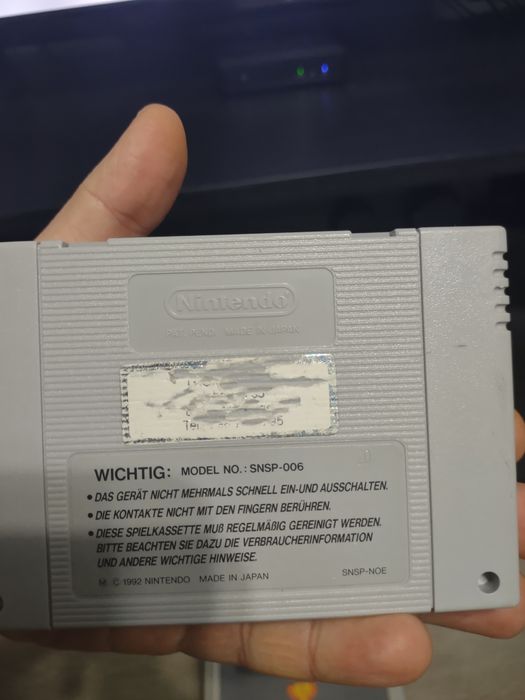 Nintendo
PAT. PEND. MADE IN JAPAN
WICHTIG: MODEL NO.: SNSP-006
• DAS GERÄT NICHT MEHRMALS SCHNELL EIN-UND AUSSCHALTEN.
• DIE KONTAKTE NICHT MIT DEN FINGERN BERÜHREN.
• DIESE SPIELKASSETTE MUß REGELMÄßIG GEREINIGT WERDEN.
BITTE BEACHTEN SIE DAZU DIE VERBRAUCHERINFORMATION
UND ANDERE WICHTIGE HINWEISE.
M C 1992 NINTENDO MADE IN JAPAN SNSP-NOE